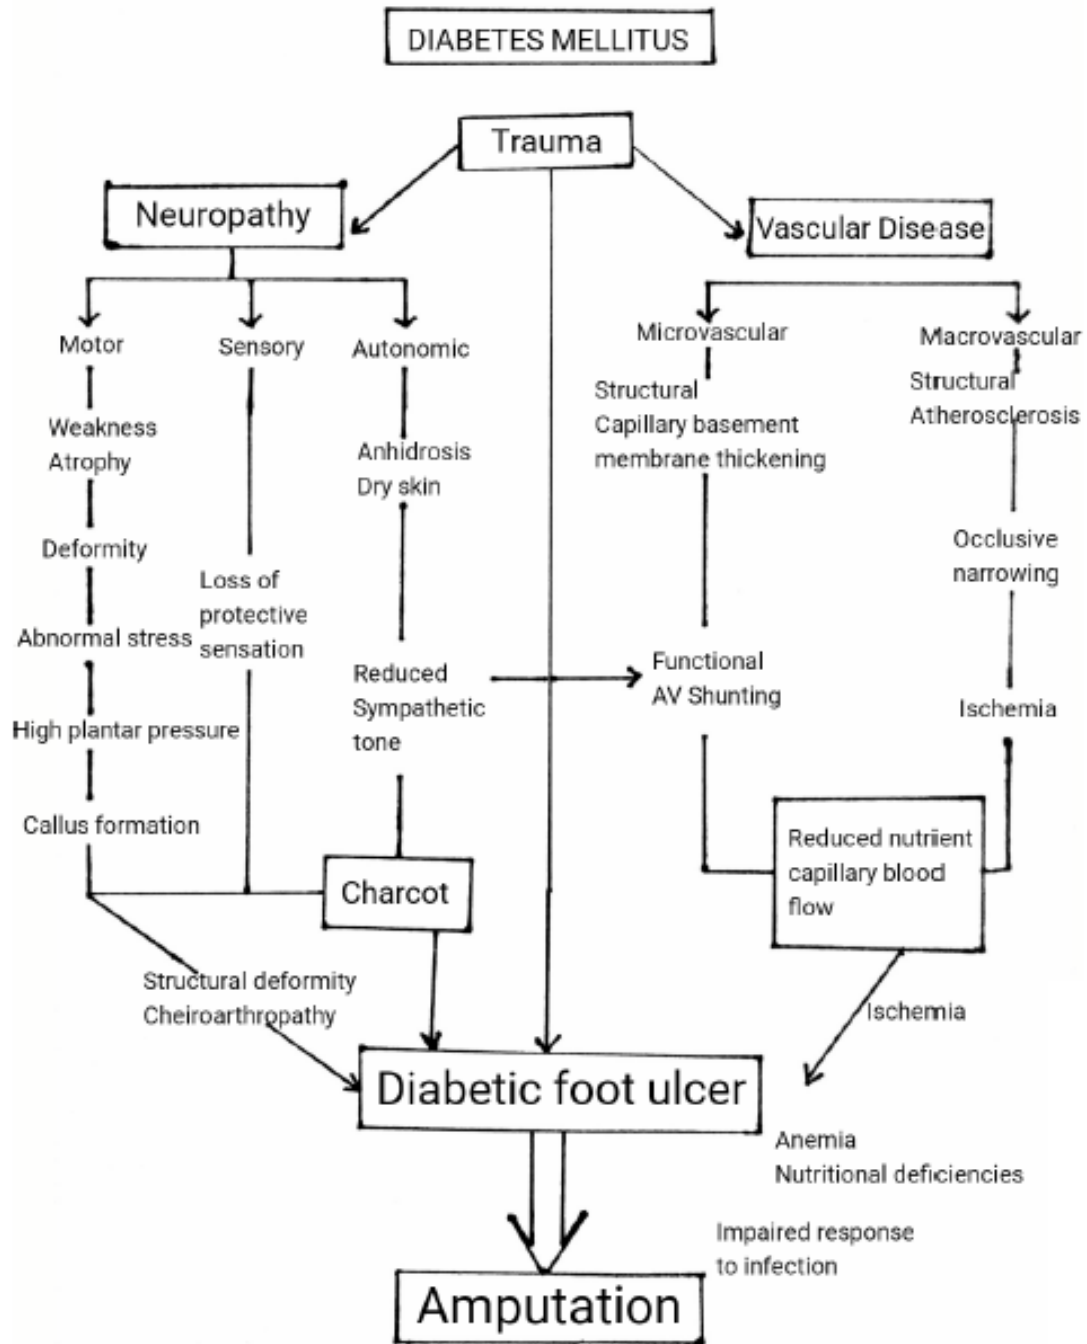 DIABETES MELLITUS
Trauma
Neuropathy
Vascular Disease
Motor
Sensory
Autonomic
Microvascular
Macrovascular
Weakness
Atrophy
Deformity
Abnormal stress
High plantar pressure
Callus formation
Loss of
protective
sensation
Anhidrosis
Dry skin
Reduced
Sympathetic
tone
Structural
Capillary basement
membrane thickening
Functional
AV Shunting
Structural
Atherosclerosis
Occlusive
narrowing
Ischemia
Reduced nutrient
capillary blood
flow
Charcot
Structural deformity
Cheiroarthropathy
Ischemia
Diabetic foot ulcer
Anemia
Nutritional deficiencies
Impaired response
to infection
Amputation